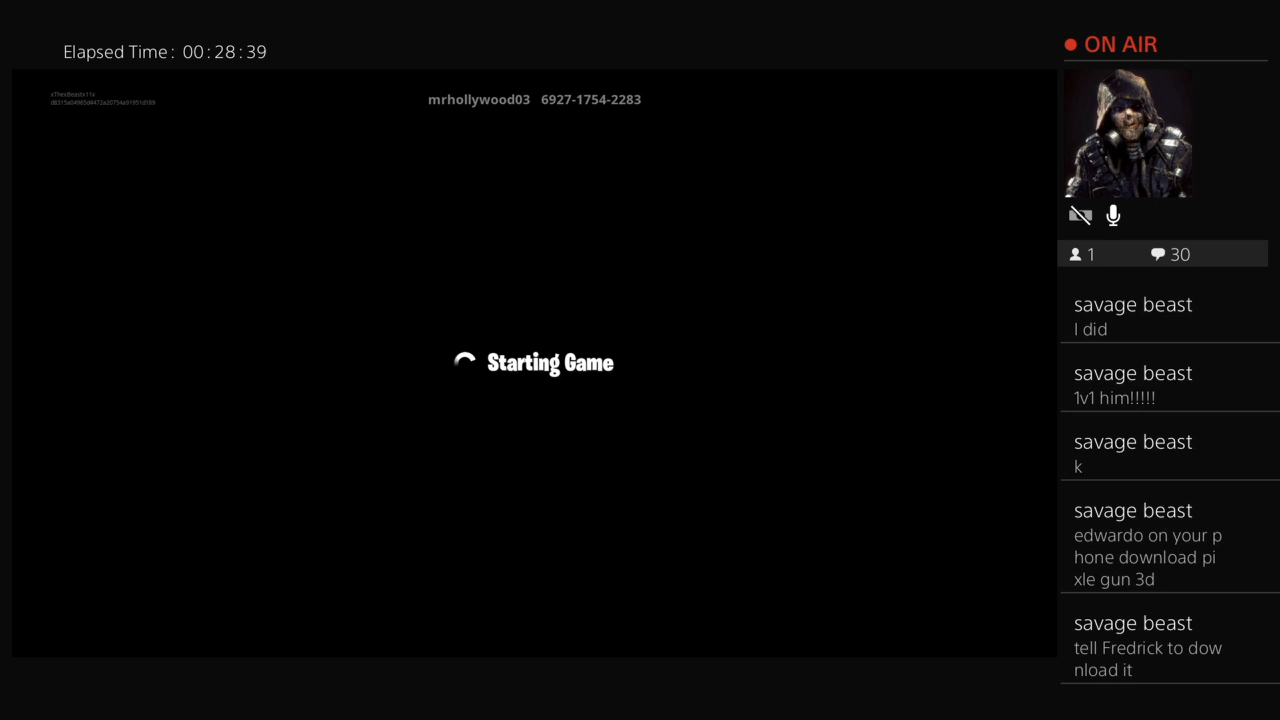 Elapsed Time: 00:28:39
ON AIR
xThexBeastx11x
mrhollywood03 6927-1754-2283
1 30
Starting Game
savage beast
I did
savage beast
1v1 him!!!!!
savage beast
k
savage beast
edwardo on your p
hone download pi
xle gun 3d
savage beast
tell Fredrick to dow
nload it